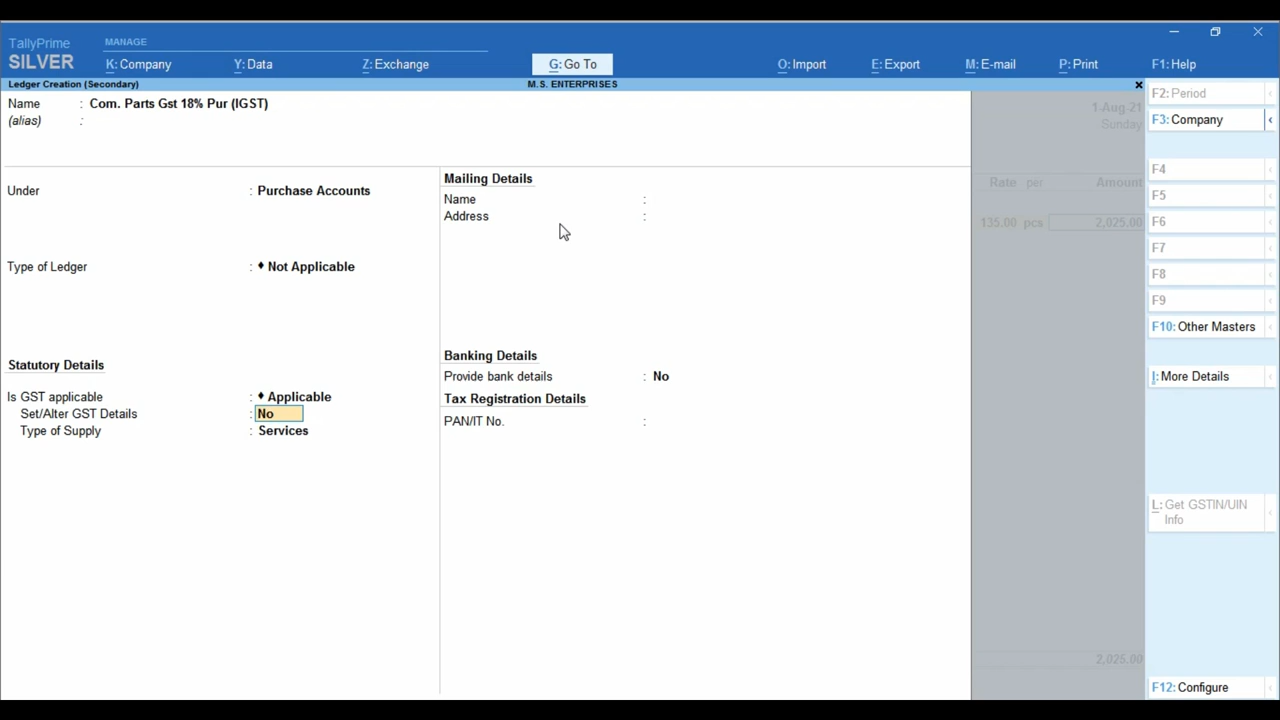 TallyPrime
SILVER
MANAGE
K: Company
Y: Data
Z: Exchange
G: Go To
O: Import
E: Export
M: E-mail
P: Print
F1: Help
Ledger Creation (Secondary)
M.S. ENTERPRISES
Name : Com. Parts Gst 18% Pur (IGST)
(alias) :
Under : Purchase Accounts
Type of Ledger : ♦ Not Applicable
Statutory Details
Is GST applicable : ♦ Applicable
Set/Alter GST Details : No
Type of Supply : Services
Mailing Details
Name :
Address :
Banking Details
Provide bank details : No
Tax Registration Details
PAN/IT No. :
1-Aug-21
Sunday
Rate per Amount
135.00 pcs 2,025.00
2,025.00
F2: Period
F3: Company
F4
F5
F6
F7
F8
F9
F10: Other Masters
I: More Details
L: Get GSTIN/UIN
Info
F12: Configure